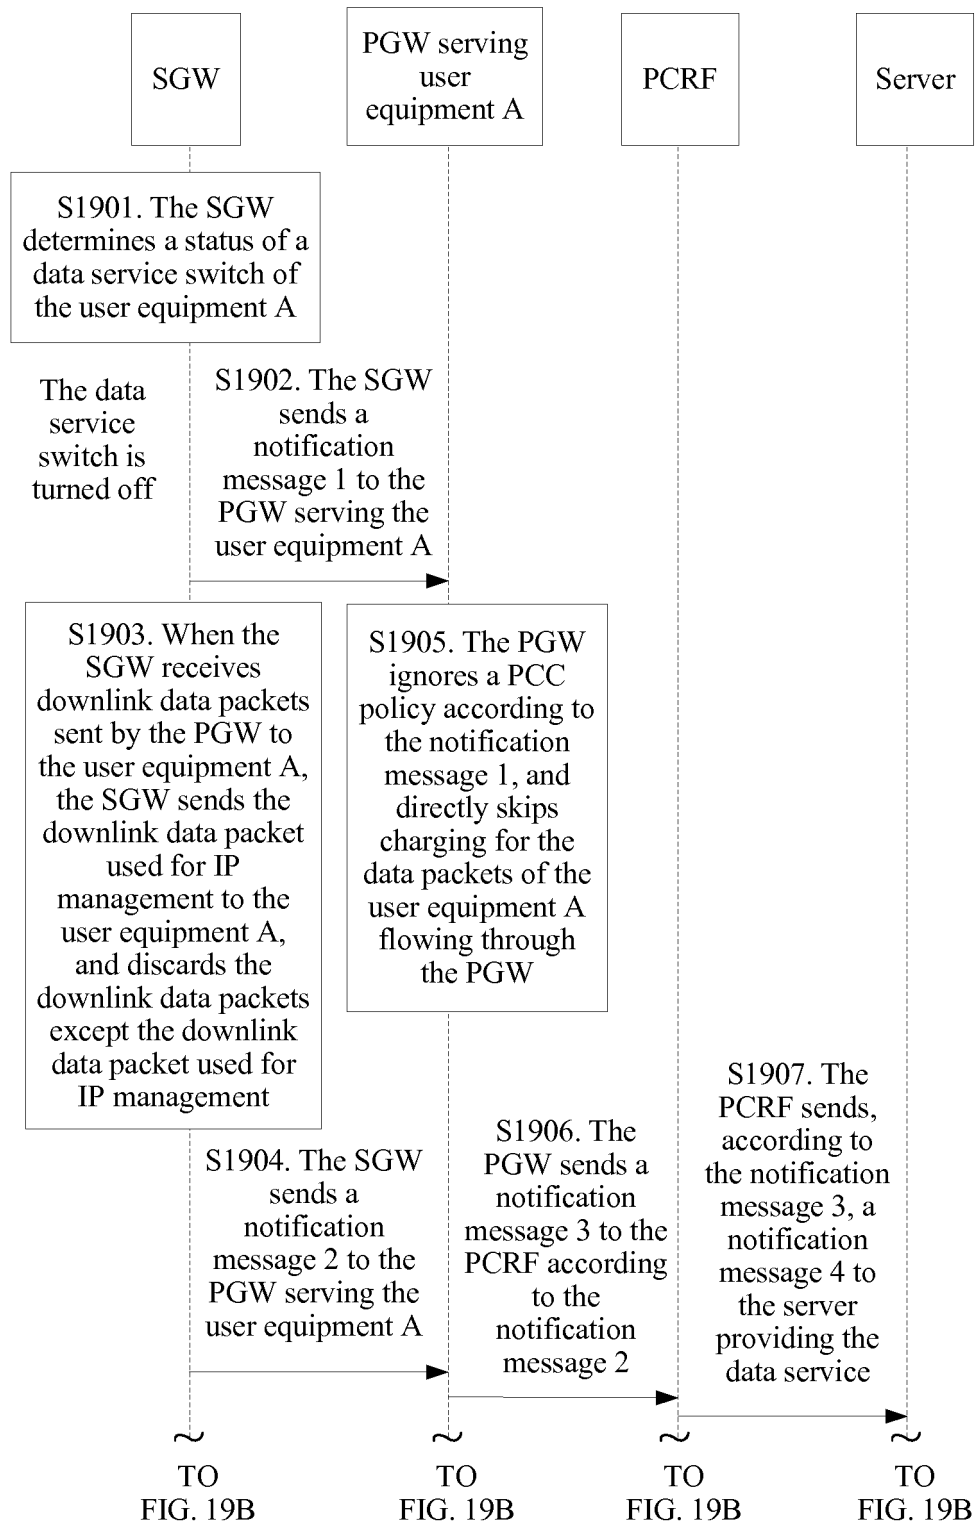 SGW
PGW serving
user
equipment A
PCRF
Server
S1901. The SGW
determines a status of a
data service switch of
the user equipment A
The data
service
switch is
turned off
S1902. The SGW
sends a
notification
message 1 to the
PGW serving the
user equipment A
S1903. When the
SGW receives
downlink data packets
sent by the PGW to
the user equipment A,
the SGW sends the
downlink data packet
used for IP
management to the
user equipment A,
and discards the
downlink data packets
except the downlink
data packet used for
IP management
S1905. The PGW
ignores a PCC
policy according to
the notification
message 1, and
directly skips
charging for the
data packets of the
user equipment A
flowing through
the PGW
S1904. The SGW
sends a
notification
message 2 to the
PGW serving the
user equipment A
S1906. The
PGW sends a
notification
message 3 to the
PCRF according
to the
notification
message 2
S1907. The
PCRF sends,
according to
the notification
message 3, a
notification
message 4 to
the server
providing the
data service
TO
FIG. 19B
TO
FIG. 19B
TO
FIG. 19B
TO
FIG. 19B